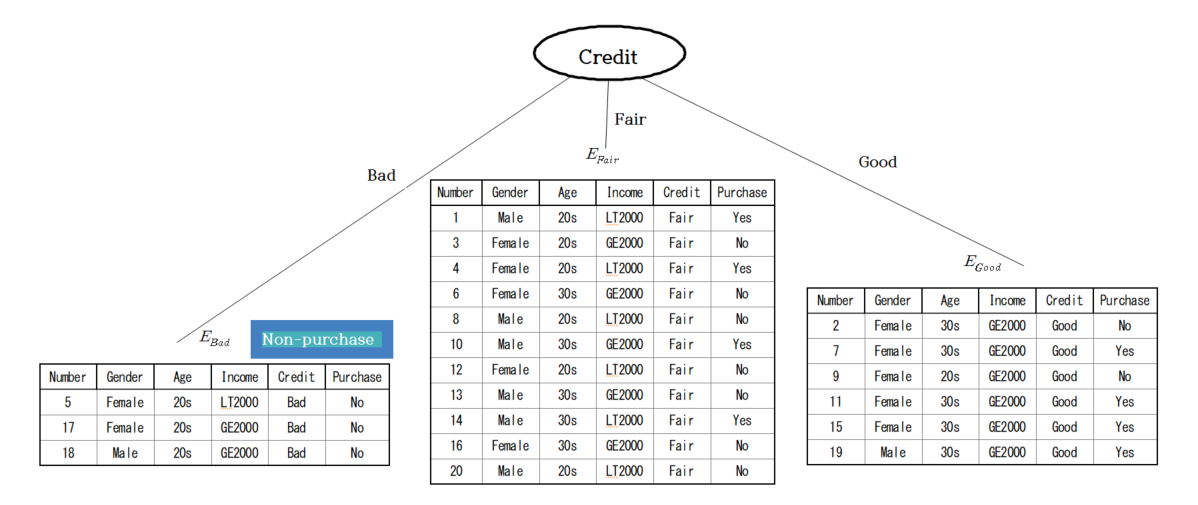 Credit
Bad
Fair
Good
E_Fair
Number Gender Age Income Credit Purchase
1 Male 20s LT2000 Fair Yes
3 Female 20s GE2000 Fair No
4 Female 20s LT2000 Fair Yes
6 Female 30s GE2000 Fair No
8 Male 20s LT2000 Fair No
10 Male 30s GE2000 Fair Yes
12 Female 20s LT2000 Fair No
13 Male 30s GE2000 Fair No
14 Male 30s LT2000 Fair Yes
16 Female 30s GE2000 Fair No
20 Male 20s LT2000 Fair No
E_Good
Number Gender Age Income Credit Purchase
2 Female 30s GE2000 Good No
7 Female 30s GE2000 Good Yes
9 Female 20s GE2000 Good No
11 Female 30s GE2000 Good Yes
15 Female 30s GE2000 Good Yes
19 Male 30s GE2000 Good Yes
E_Bad Non-purchase
Number Gender Age Income Credit Purchase
5 Female 20s LT2000 Bad No
17 Female 20s GE2000 Bad No
18 Male 20s GE2000 Bad No